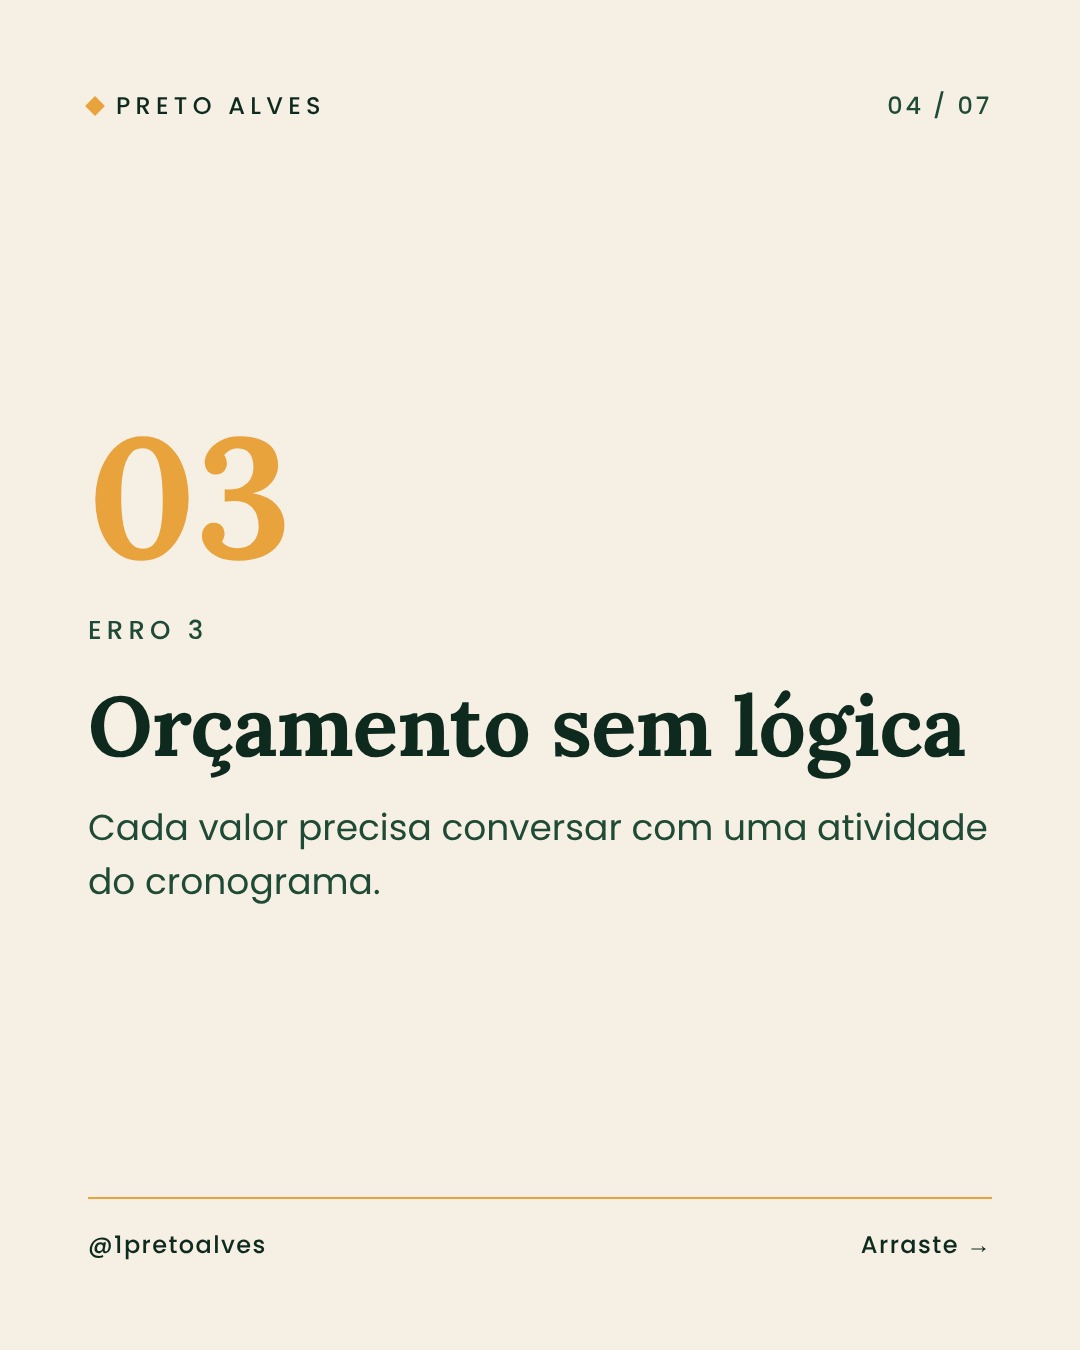 PRETO ALVES
04 / 07
03
ERRO 3
Orçamento sem lógica
Cada valor precisa conversar com uma atividade
do cronograma.
@1pretoalves
Arraste →